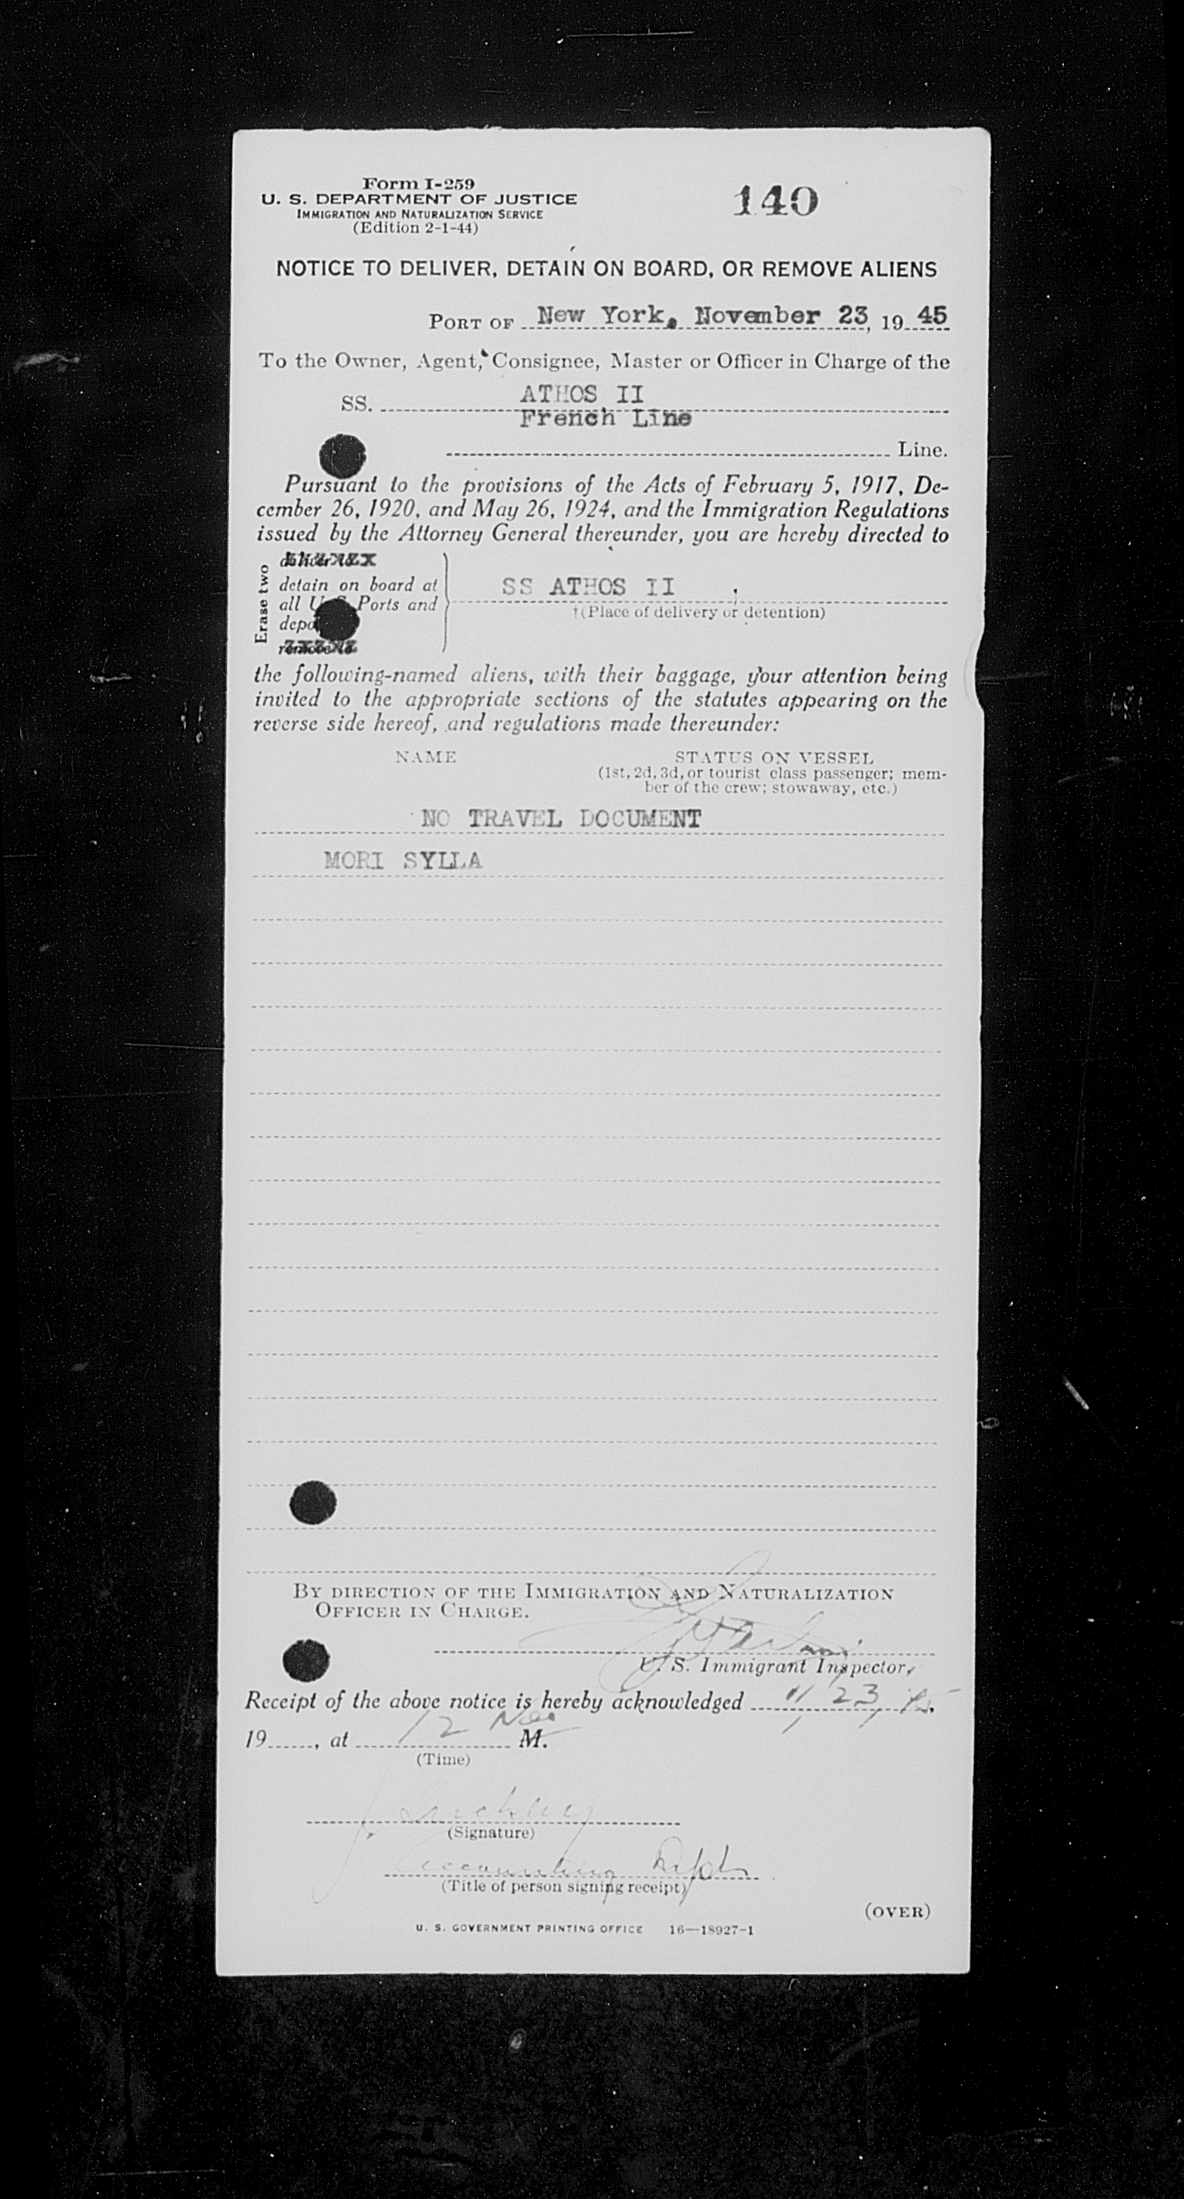 Form I-259
U. S. DEPARTMENT OF JUSTICE
IMMIGRATION AND NATURALIZATION SERVICE
(Edition 2-1-44)
140
NOTICE TO DELIVER, DETAIN ON BOARD, OR REMOVE ALIENS
PORT OF New York, November 23, 19 45
To the Owner, Agent, Consignee, Master or Officer in Charge of the
SS. ATHOS II
French Line
Line.
Pursuant to the provisions of the Acts of February 5, 1917, De-
cember 26, 1920, and May 26, 1924, and the Immigration Regulations
issued by the Attorney General thereunder, you are hereby directed to
Erase two
detain on board at
all U. S. Ports and
SS ATHOS II
†(Place of delivery or detention)
the following-named aliens, with their baggage, your attention being
invited to the appropriate sections of the statutes appearing on the
reverse side hereof, and regulations made thereunder:
NAME
STATUS ON VESSEL
(1st, 2d, 3d, or tourist class passenger; mem-
ber of the crew; stowaway, etc.)
NO TRAVEL DOCUMENT
MORI SYLLA
BY DIRECTION OF THE IMMIGRATION AND NATURALIZATION
OFFICER IN CHARGE.
U. S. Immigrant Inspector.
Receipt of the above notice is hereby acknowledged 11/23/45.
19......, at 12 M.
(Time)
(Signature)
Accounting Dept
(Title of person signing receipt)
(OVER)
U. S. GOVERNMENT PRINTING OFFICE 16—18927-1